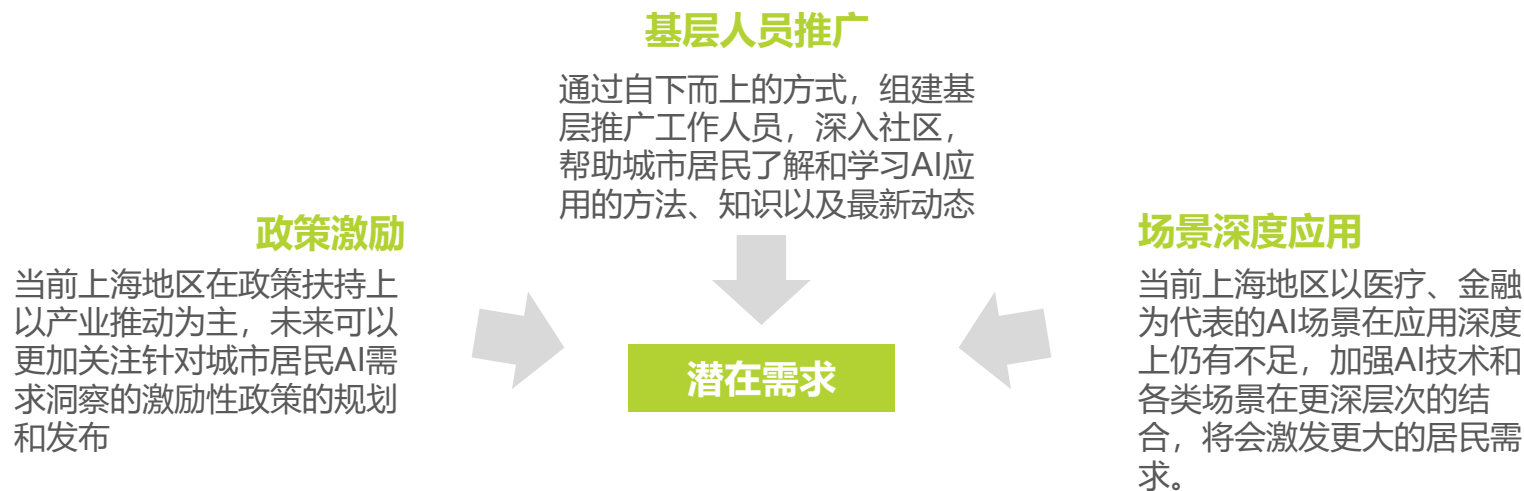 基层人员推广
通过自下而上的方式，组建基
层推广工作人员，深入社区，
帮助城市居民了解和学习AI应
用的方法、知识以及最新动态
政策激励
当前上海地区在政策扶持上
以产业推动为主，未来可以
更加关注针对城市居民AI需
求洞察的激励性政策的规划
和发布
场景深度应用
当前上海地区以医疗、金融
为代表的AI场景在应用深度
上仍有不足，加强AI技术和
各类场景在更深层次的结
合，将会激发更大的居民需
求。
潜在需求